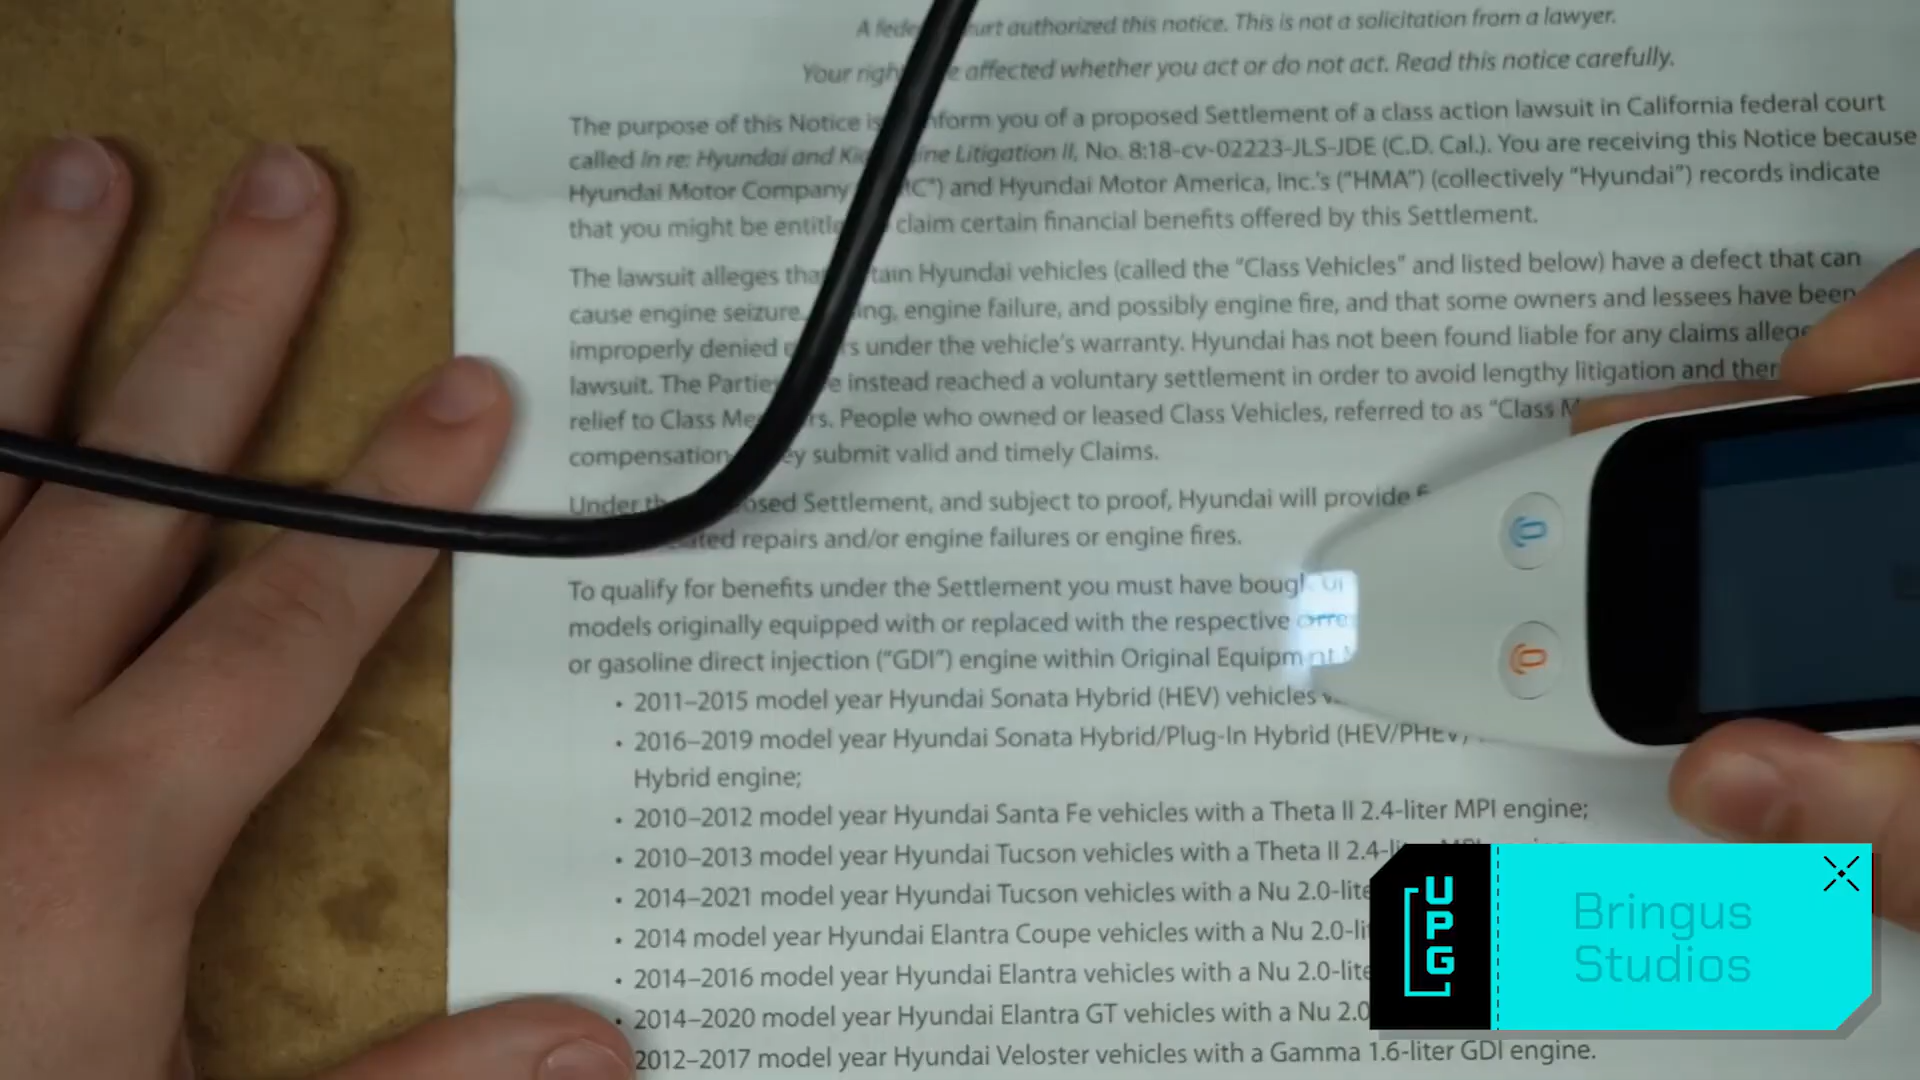 A fede urt authorized this notice. This is not a solicitation from a lawyer.
Your righ e affected whether you act or do not act. Read this notice carefully.
The purpose of this Notice is nform you of a proposed Settlement of a class action lawsuit in California federal court
called In re: Hyundai and Kia ine Litigation II, No. 8:18-cv-02223-JLS-JDE (C.D. Cal.). You are receiving this Notice because
Hyundai Motor Company C") and Hyundai Motor America, Inc.'s ("HMA") (collectively "Hyundai") records indicate
that you might be entitle claim certain financial benefits offered by this Settlement.
The lawsuit alleges tha tain Hyundai vehicles (called the "Class Vehicles" and listed below) have a defect that can
cause engine seizure, ing, engine failure, and possibly engine fire, and that some owners and lessees have been
improperly denied rs under the vehicle's warranty. Hyundai has not been found liable for any claims allege
lawsuit. The Partie e instead reached a voluntary settlement in order to avoid lengthy litigation and ther
relief to Class Me rs. People who owned or leased Class Vehicles, referred to as "Class M
compensation ey submit valid and timely Claims.
Under th osed Settlement, and subject to proof, Hyundai will provide
ated repairs and/or engine failures or engine fires.
To qualify for benefits under the Settlement you must have bough or
models originally equipped with or replaced with the respective corre
or gasoline direct injection ("GDI") engine within Original Equipm nt
• 2011–2015 model year Hyundai Sonata Hybrid (HEV) vehicles
• 2016–2019 model year Hyundai Sonata Hybrid/Plug-In Hybrid (HEV/PHEV)
Hybrid engine;
• 2010–2012 model year Hyundai Santa Fe vehicles with a Theta II 2.4-liter MPI engine;
• 2010–2013 model year Hyundai Tucson vehicles with a Theta II 2.4-li
• 2014–2021 model year Hyundai Tucson vehicles with a Nu 2.0-lite
• 2014 model year Hyundai Elantra Coupe vehicles with a Nu 2.0-lit
• 2014–2016 model year Hyundai Elantra vehicles with a Nu 2.0-lite
• 2014–2020 model year Hyundai Elantra GT vehicles with a Nu 2.0
2012–2017 model year Hyundai Veloster vehicles with a Gamma 1.6-liter GDI engine.
UPG
Bringus
Studios